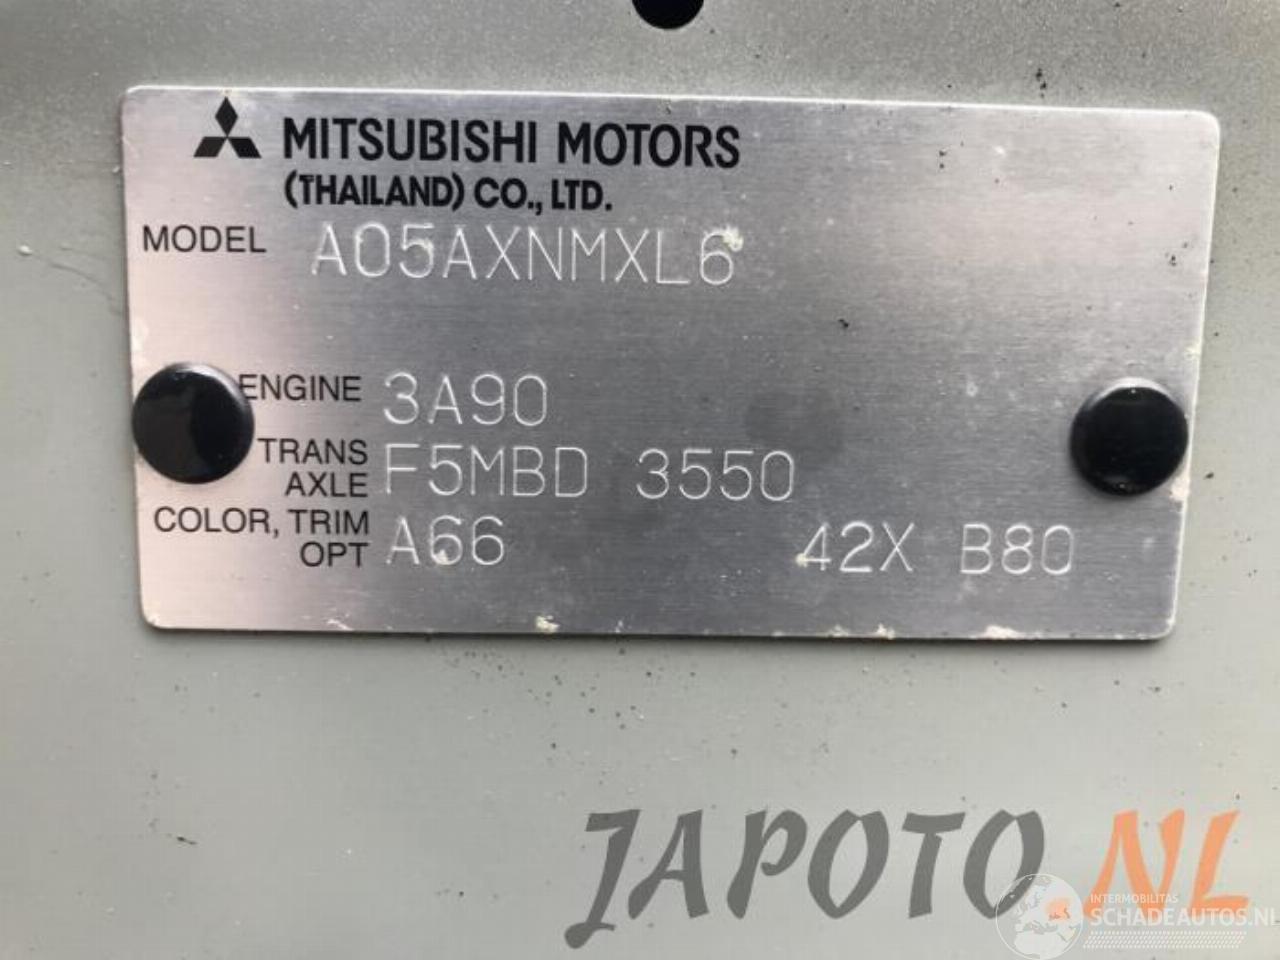 MITSUBISHI MOTORS
(THAILAND) CO., LTD.
MODEL A05AXNMXL6
ENGINE 3A90
TRANS AXLE F5MBD 3550
COLOR, TRIM OPT A66 42X B80
JAPOTO.NL
INTERMOBILITAS
SCHADEAUTOS.NL